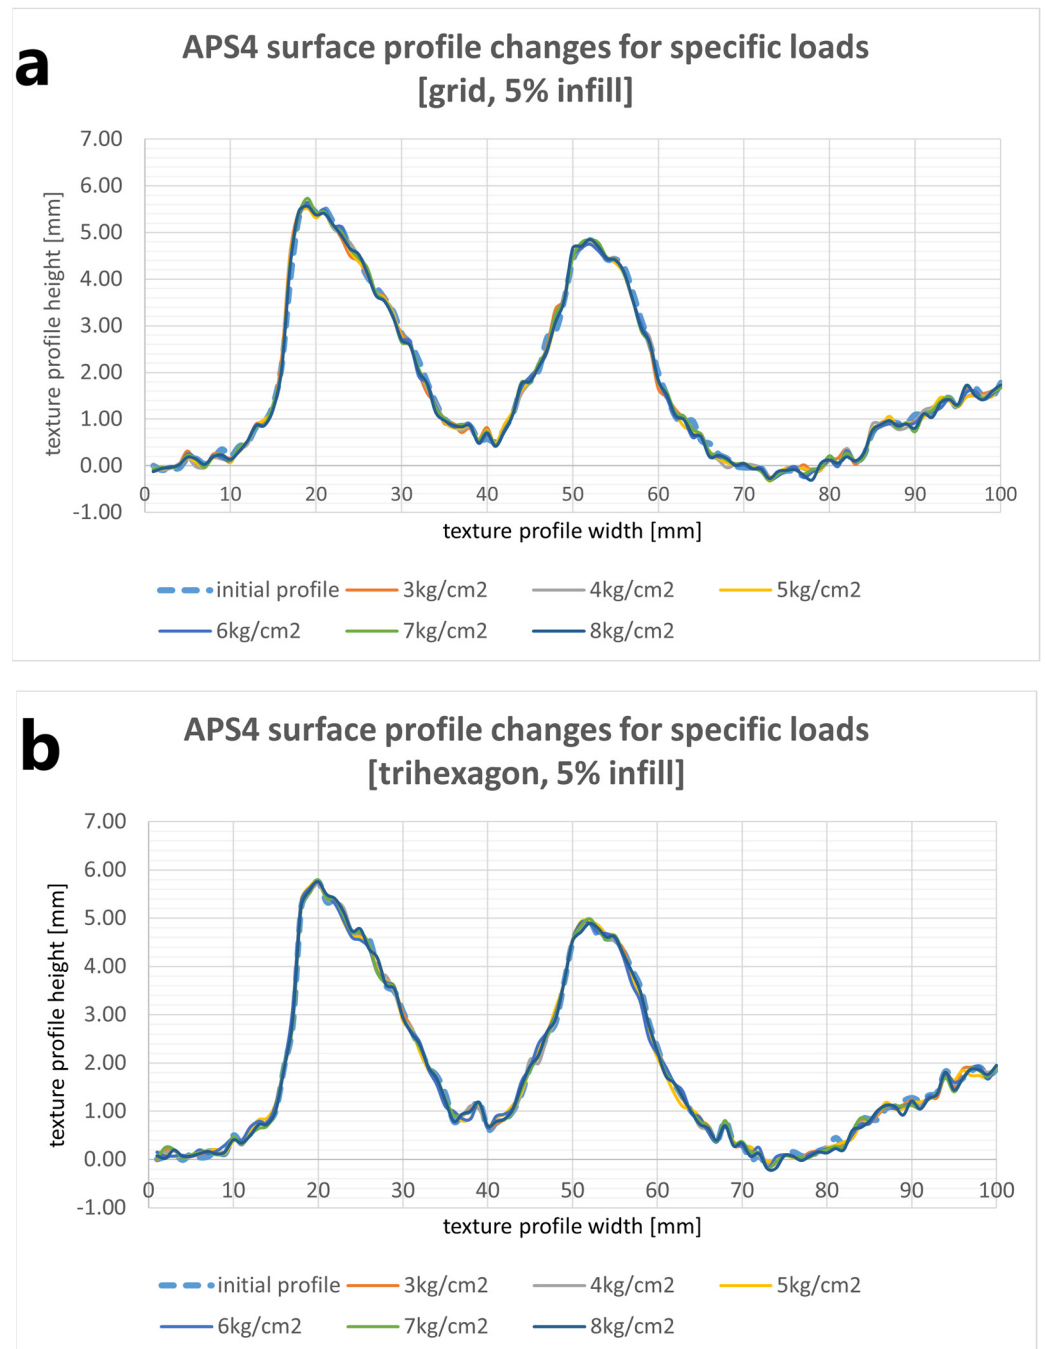 a
APS4 surface profile changes for specific loads
[grid, 5% infill]
texture profile height [mm]
7.00
6.00
5.00
4.00
3.00
2.00
1.00
0.00
-1.00
0 10 20 30 40 50 60 70 80 90 100
texture profile width [mm]
initial profile 3kg/cm2 4kg/cm2 5kg/cm2
6kg/cm2 7kg/cm2 8kg/cm2
b
APS4 surface profile changes for specific loads
[trihexagon, 5% infill]
texture profile height [mm]
7.00
6.00
5.00
4.00
3.00
2.00
1.00
0.00
-1.00
0 10 20 30 40 50 60 70 80 90 100
texture profile width [mm]
initial profile 3kg/cm2 4kg/cm2 5kg/cm2
6kg/cm2 7kg/cm2 8kg/cm2